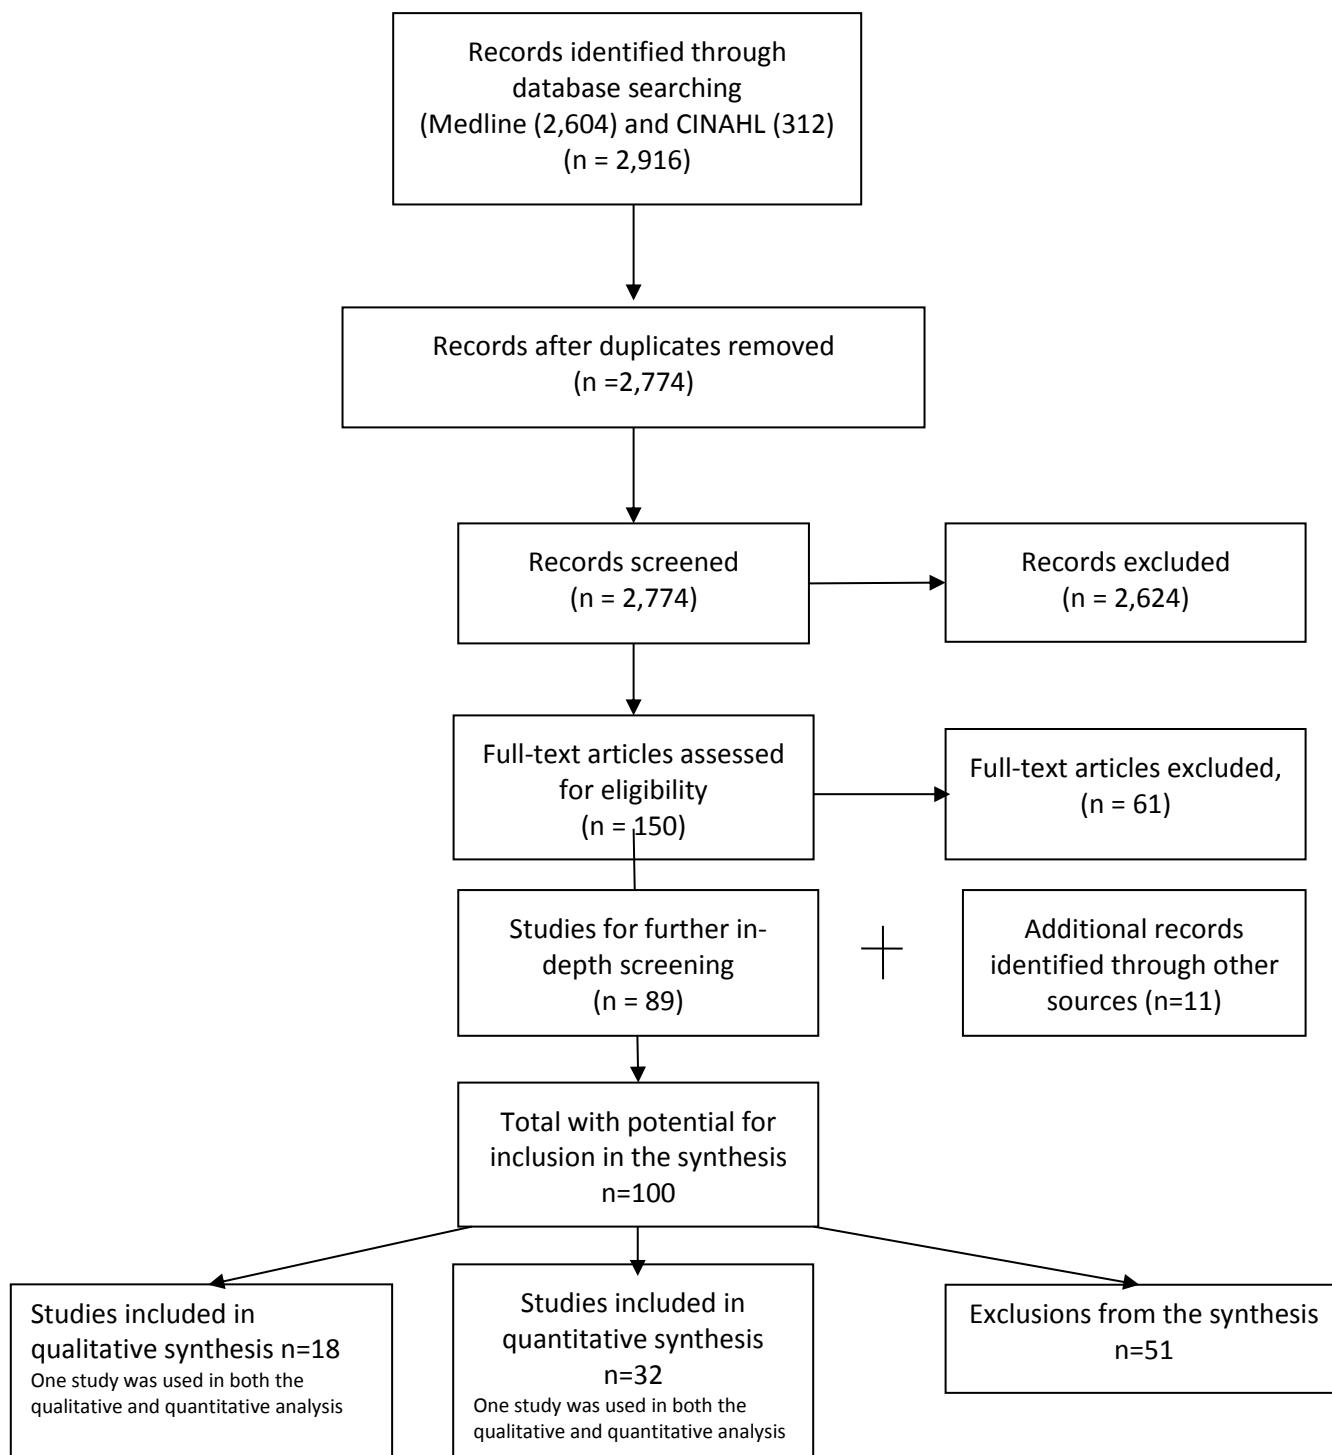 Records identified through
database searching
(Medline (2,604) and CINAHL (312)
(n = 2,916)
Records after duplicates removed
(n =2,774)
Records screened
(n = 2,774)
Records excluded
(n = 2,624)
Full-text articles assessed
for eligibility
(n = 150)
Full-text articles excluded,
(n = 61)
Studies for further in-
depth screening
(n = 89)
Additional records
identified through other
sources (n=11)
Total with potential for
inclusion in the synthesis
n=100
Studies included in
qualitative synthesis n=18
One study was used in both the
qualitative and quantitative analysis
Studies included in
quantitative synthesis
n=32
One study was used in both the
qualitative and quantitative analysis
Exclusions from the synthesis
n=51